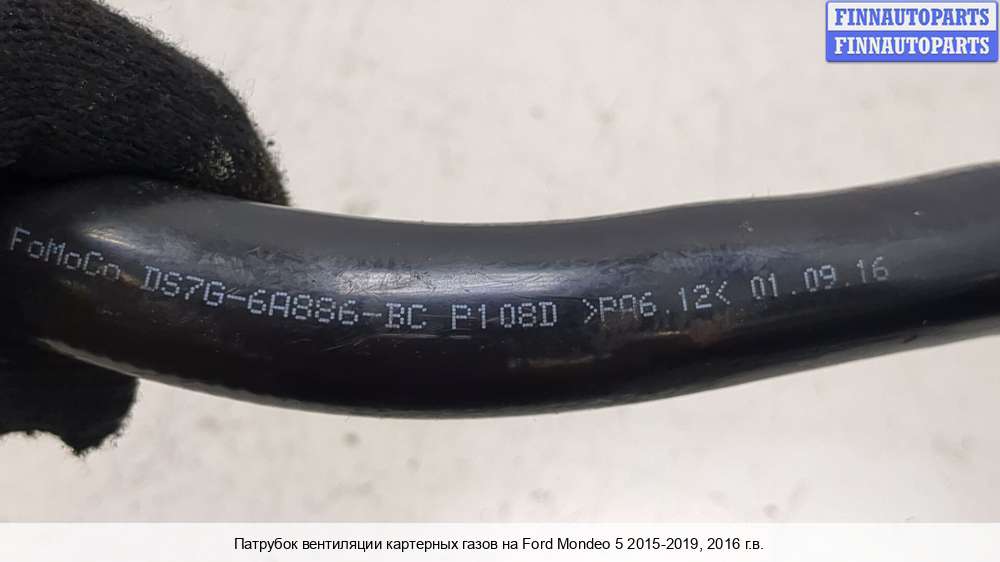 FINNAUTOPARTS
FINNAUTOPARTS
FoMoCo DS7G-6A886-BC P108D >PA6.12< 01.09.16
Патрубок вентиляции картерных газов на Ford Mondeo 5 2015-2019, 2016 г.в.